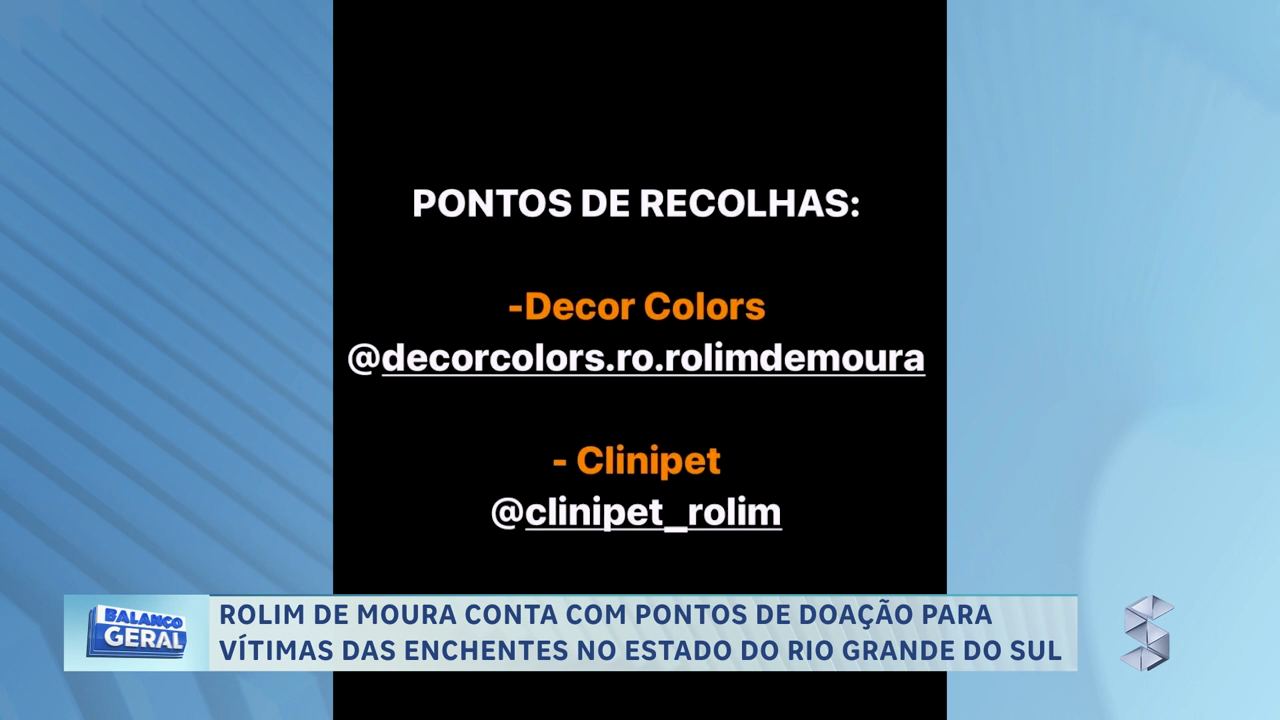 PONTOS DE RECOLHAS:
-Decor Colors
@decorcolors.ro.rolimdemoura
- Clinipet
@clinipet_rolim
BALANÇO
GERAL
ROLIM DE MOURA CONTA COM PONTOS DE DOAÇÃO PARA
VÍTIMAS DAS ENCHENTES NO ESTADO DO RIO GRANDE DO SUL